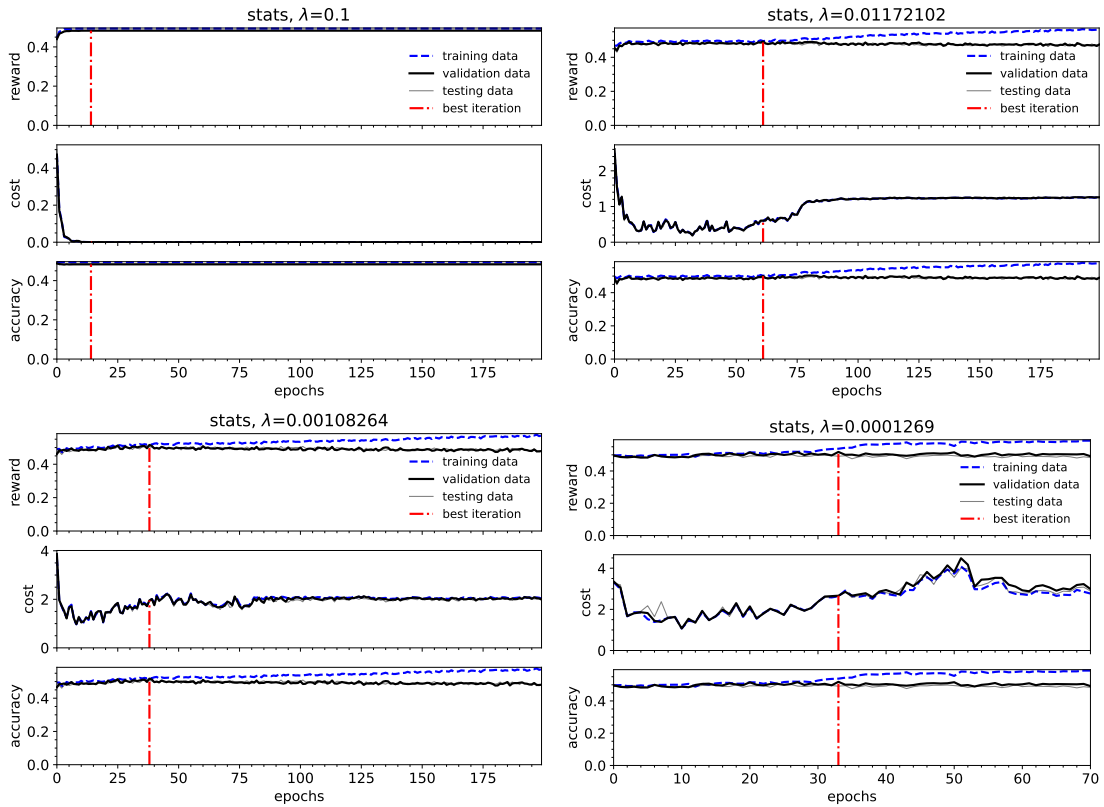 stats, λ=0.1
reward
0.4
0.2
0.0
training data
validation data
testing data
best iteration
cost
0.4
0.2
0.0
accuracy
0.4
0.2
0.0
0 25 50 75 100 125 150 175
epochs
stats, λ=0.01172102
reward
0.4
0.2
0.0
training data
validation data
testing data
best iteration
cost
2
1
0
accuracy
0.4
0.2
0.0
0 25 50 75 100 125 150 175
epochs
stats, λ=0.00108264
reward
0.4
0.2
0.0
training data
validation data
testing data
best iteration
cost
4
2
0
accuracy
0.4
0.2
0.0
0 25 50 75 100 125 150 175
epochs
stats, λ=0.0001269
reward
0.4
0.2
0.0
training data
validation data
testing data
best iteration
cost
4
2
0
accuracy
0.4
0.2
0.0
0 10 20 30 40 50 60 70
epochs